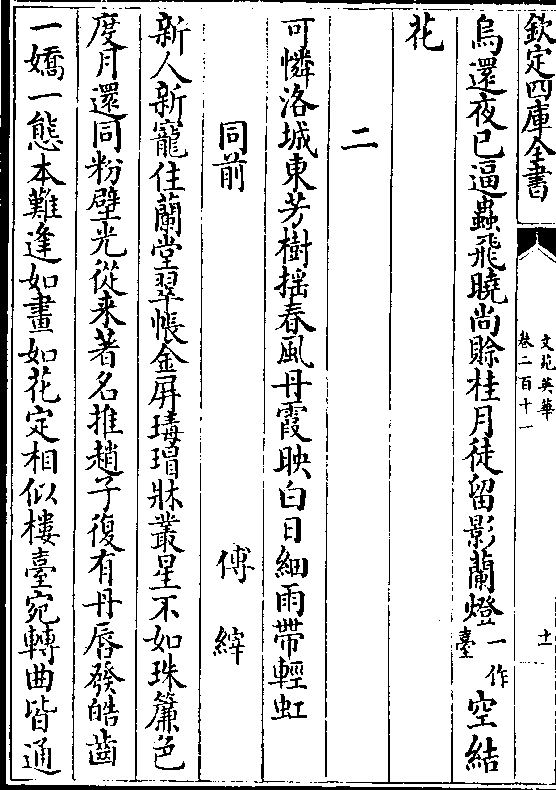 欽定四庫全書
文苑英華
卷二百十一
十一
烏還夜已逼蟲飛曉尚賒桂月徒留影蘭燈一作臺空結
花
二
可憐洛城東芳樹揺春風丹霞映白日細雨帶輕虹
同前 傅縡
新人新寵住蘭堂翠帳金屏瑇瑁牀叢星不如珠簾色
度月還同粉壁光從来著名推趙子復有丹唇發皓齒
一嬌一態本難逢如畫如花定相似樓臺宛轉曲皆通